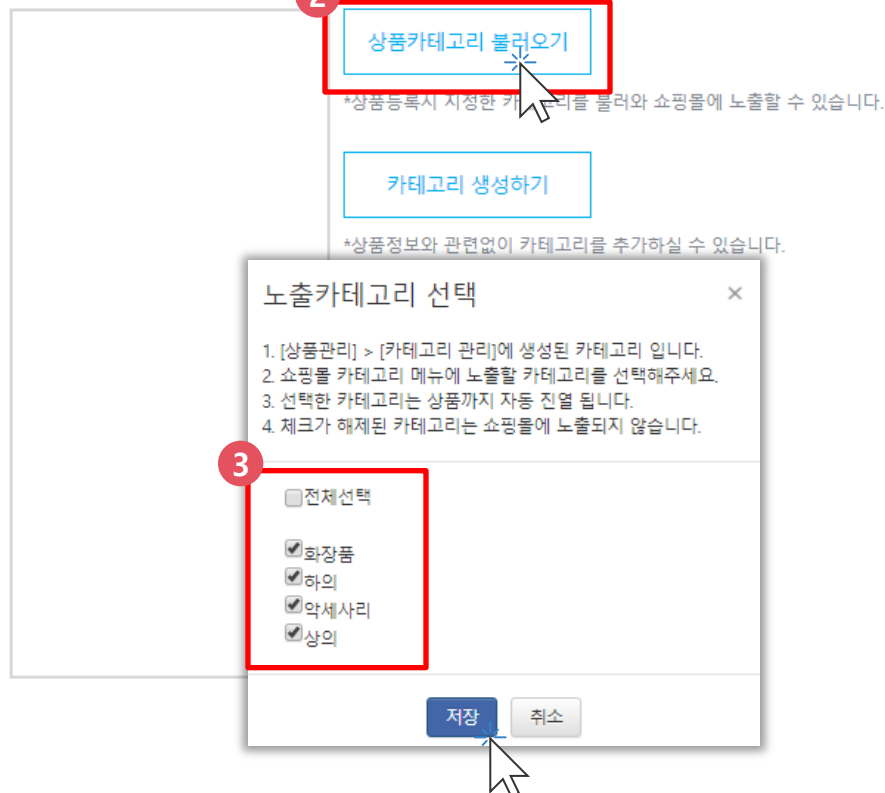 2
상품카테고리 불러오기
*상품등록시 지정한 카테고리를 불러와 쇼핑몰에 노출할 수 있습니다.
카테고리 생성하기
*상품정보와 관련없이 카테고리를 추가하실 수 있습니다.
노출카테고리 선택 ×
1. [상품관리] > [카테고리 관리]에 생성된 카테고리 입니다.
2. 쇼핑몰 카테고리 메뉴에 노출할 카테고리를 선택해주세요.
3. 선택한 카테고리는 상품까지 자동 진열 됩니다.
4. 체크가 해제된 카테고리는 쇼핑몰에 노출되지 않습니다.
3
전체선택
화장품
하의
악세사리
상의
저장 취소